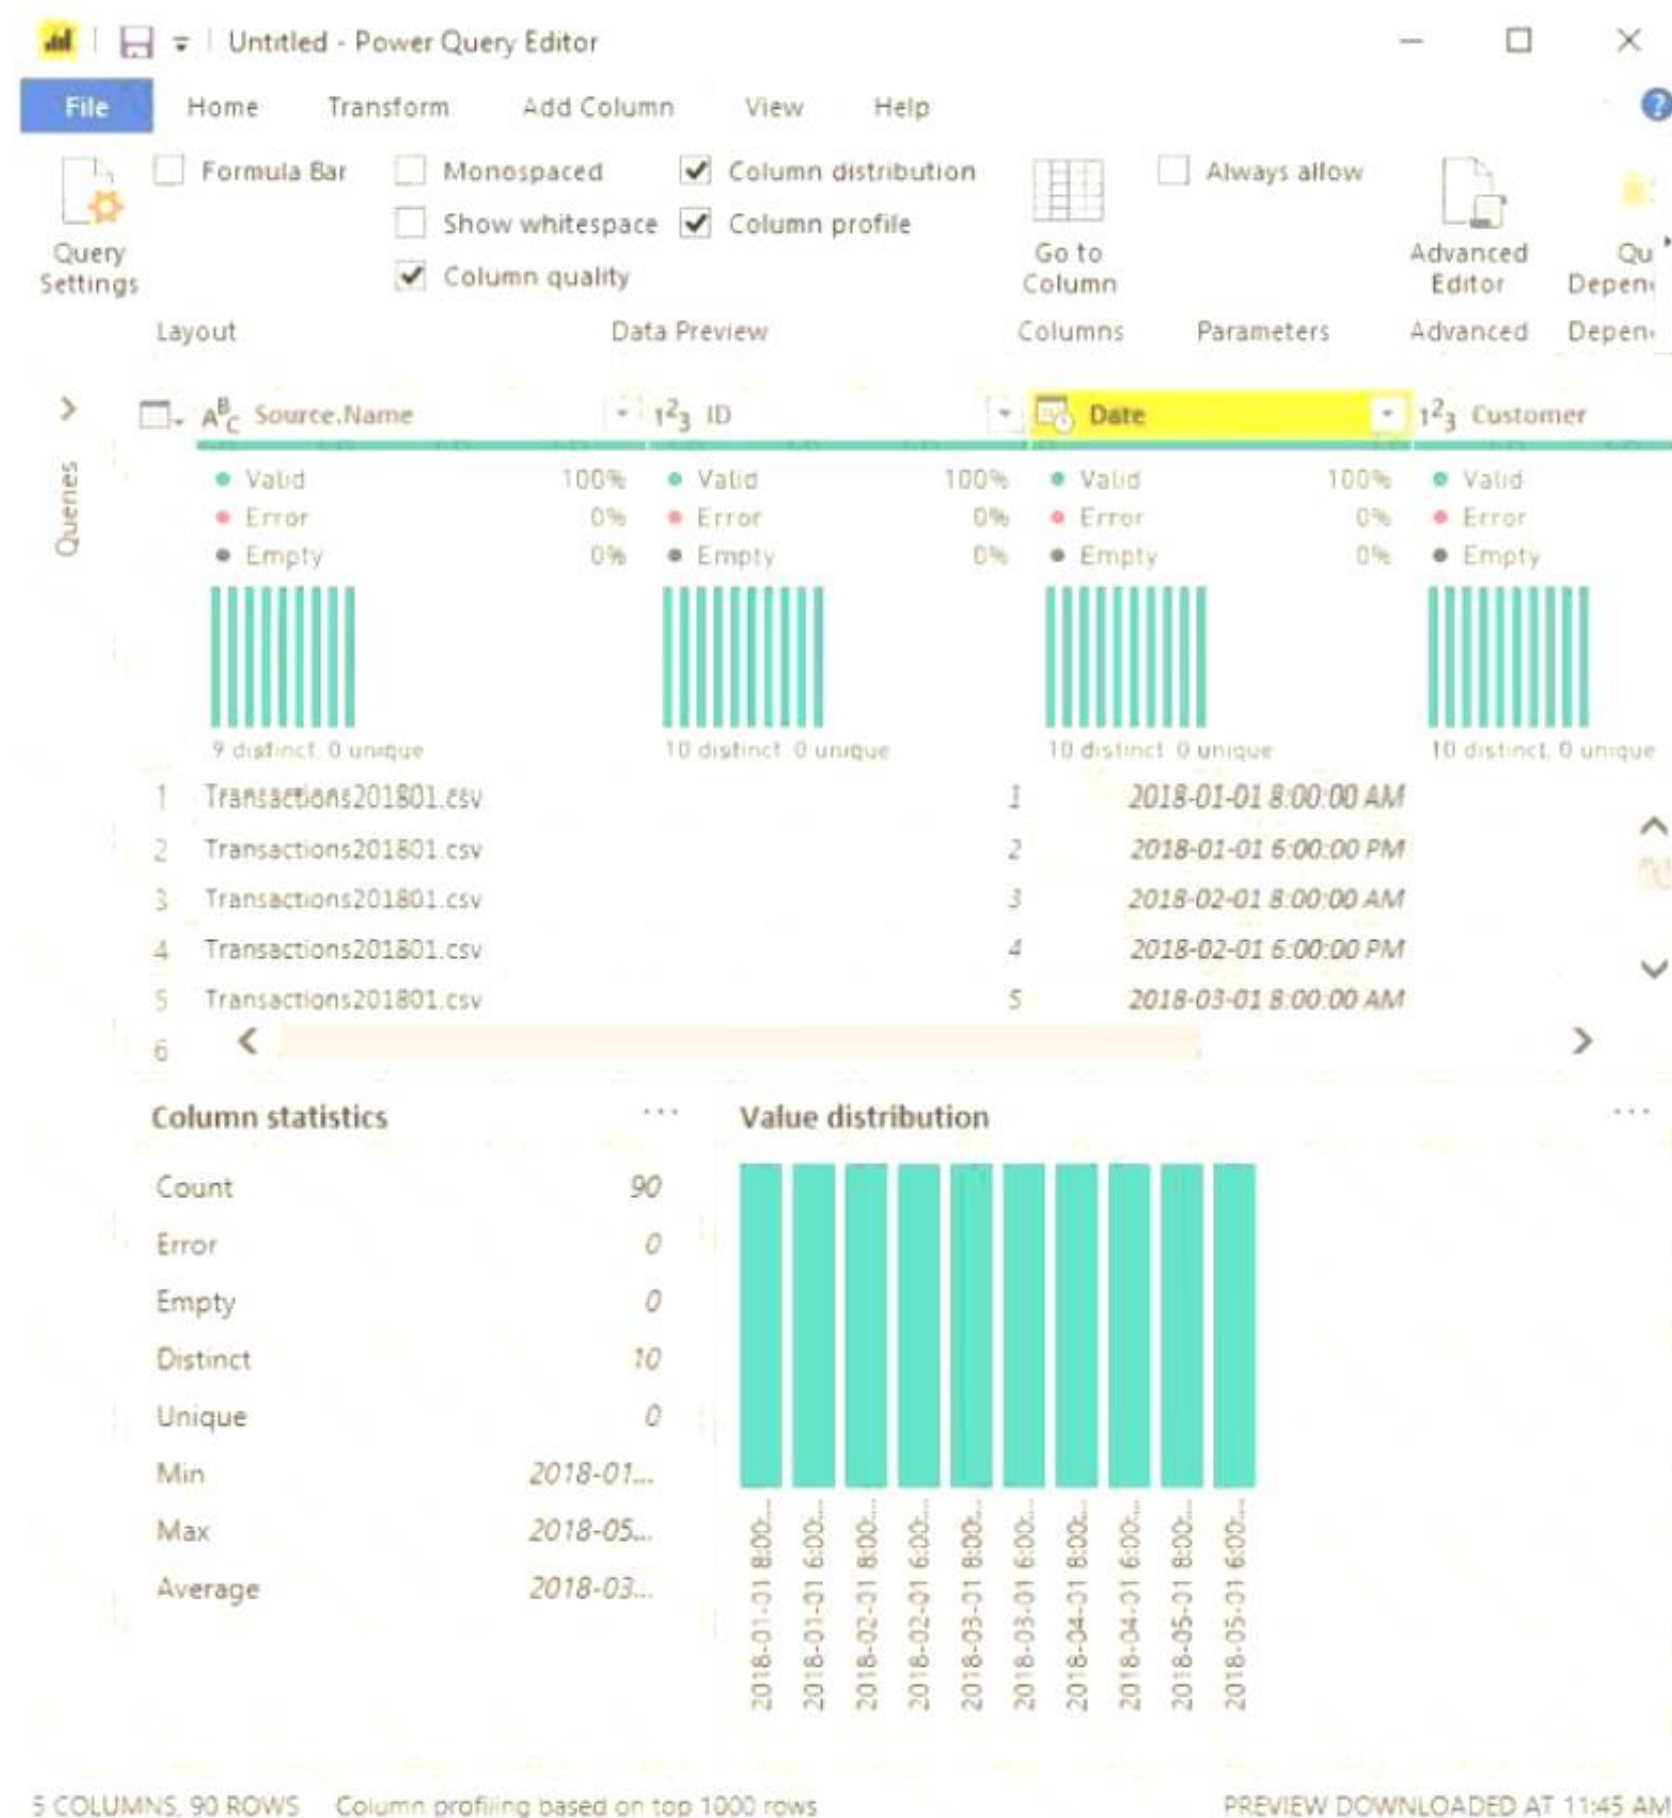 Untitled - Power Query Editor
File Home Transform Add Column View Help
Formula Bar Monospaced Column distribution Always allow
Show whitespace Column profile
Query Settings Column quality Go to Column Advanced Editor Qu Depen
Layout Data Preview Columns Parameters Advanced Depen
Queries
ABC Source.Name 123 ID Date 123 Customer
Valid 100% Valid 100% Valid 100% Valid
Error 0% Error 0% Error 0% Error
Empty 0% Empty 0% Empty 0% Empty
9 distinct, 0 unique 10 distinct, 0 unique 10 distinct, 0 unique 10 distinct, 0 unique
1 Transactions201801.csv 1 2018-01-01 8:00:00 AM
2 Transactions201801.csv 2 2018-01-01 6:00:00 PM
3 Transactions201801.csv 3 2018-02-01 8:00:00 AM
4 Transactions201801.csv 4 2018-02-01 6:00:00 PM
5 Transactions201801.csv 5 2018-03-01 8:00:00 AM
6
Column statistics ... Value distribution ...
Count 90
Error 0
Empty 0
Distinct 10
Unique 0
Min 2018-01...
Max 2018-05...
Average 2018-03...
2018-01-01 8:00:...
2018-01-01 6:00:...
2018-02-01 8:00:...
2018-02-01 6:00:...
2018-03-01 8:00:...
2018-03-01 6:00:...
2018-04-01 8:00:...
2018-04-01 6:00:...
2018-05-01 8:00:...
2018-05-01 6:00:...
5 COLUMNS, 90 ROWS Column profiling based on top 1000 rows PREVIEW DOWNLOADED AT 11:45 AM